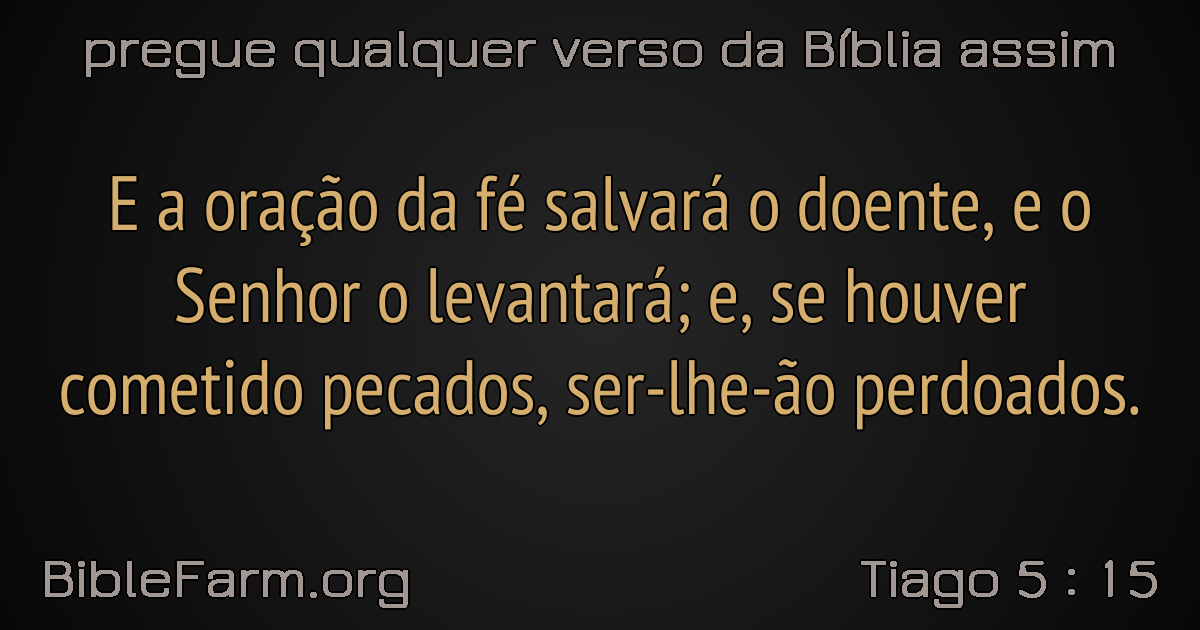 pregue qualquer verso da Bíblia assim
E a oração da fé salvará o doente, e o
Senhor o levantará; e, se houver
cometido pecados, ser-lhe-ão perdoados.
BibleFarm.org
Tiago 5 : 15